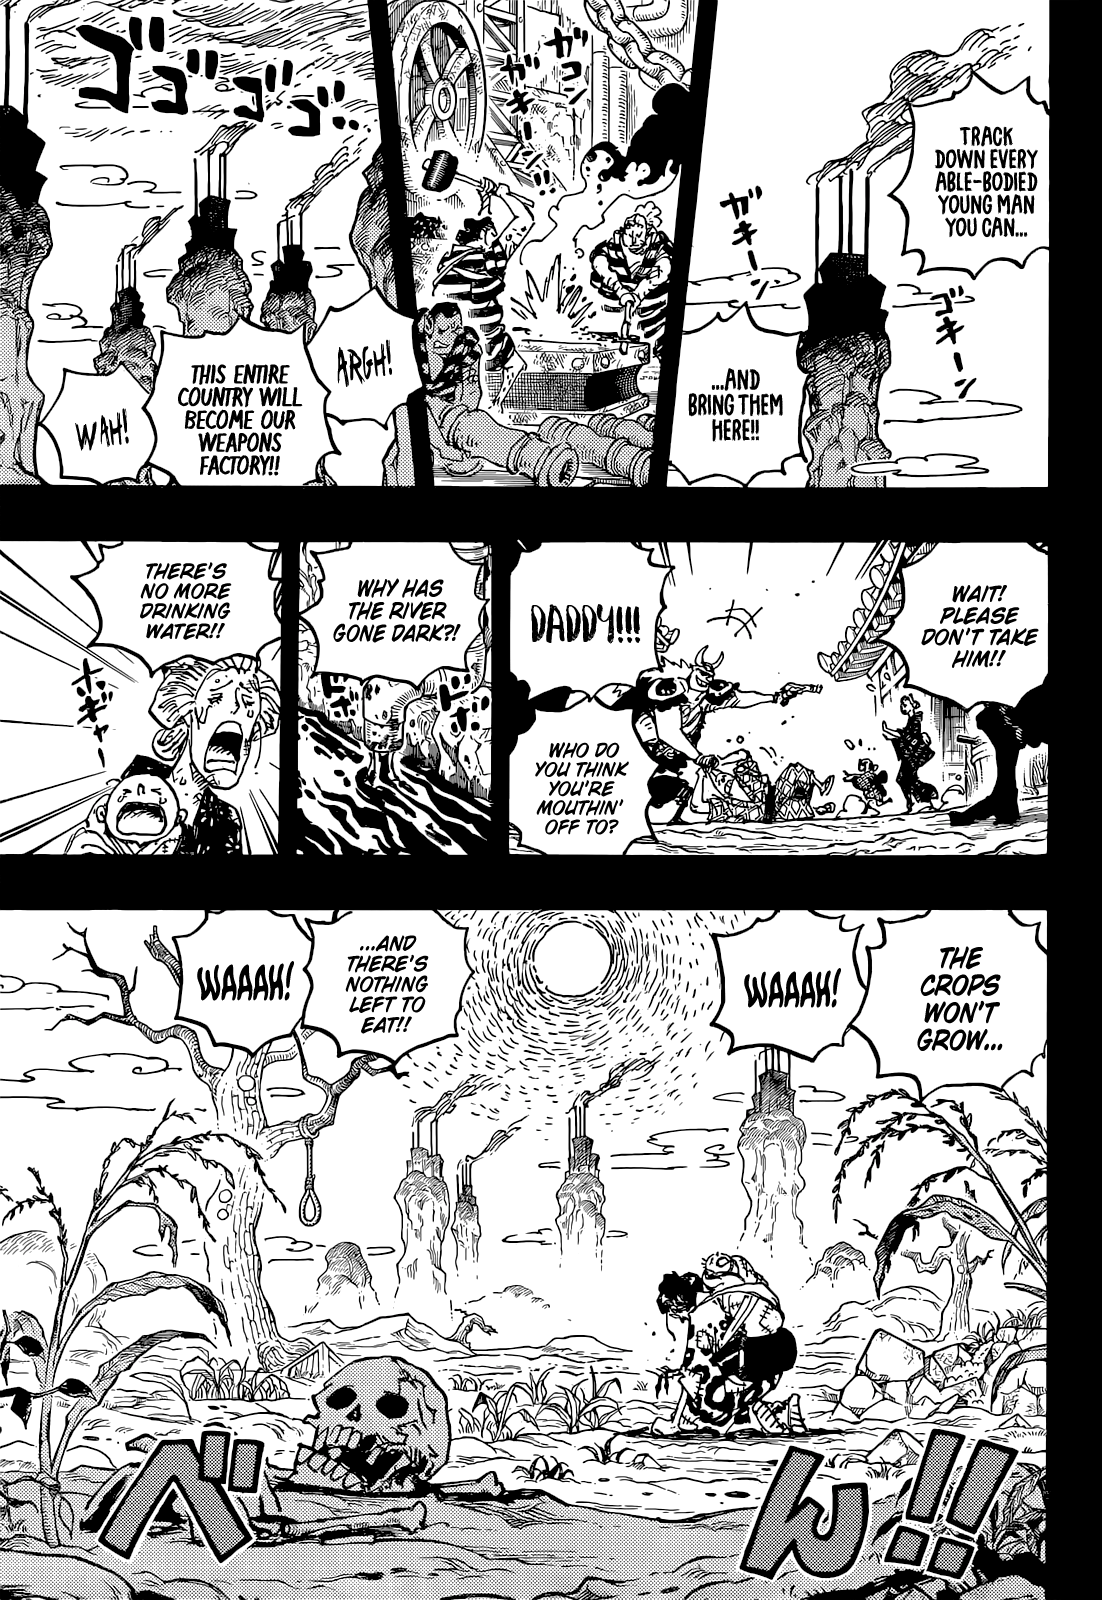 TRACK
DOWN EVERY
ABLE-BODIED
YOUNG MAN
YOU CAN...
ガキーン
ゴキーン
...AND
BRING THEM
HERE!!
ガコン
ガキーン!!
ARGH!
THIS ENTIRE
COUNTRY WILL
BECOME OUR
WEAPONS
FACTORY!!
WAH!
ゴゴゴゴゴ...
WAIT!
PLEASE
DON'T TAKE
HIM!!
DADDY!!!
WHO DO
YOU THINK
YOU'RE
MOUTHIN'
OFF TO?
WHY HAS
THE RIVER
GONE DARK?!
THERE'S
NO MORE
DRINKING
WATER!!
オギャー
THE
CROPS
WON'T
GROW...
WAAAH!
...AND
THERE'S
NOTHING
LEFT TO
EAT!!
WAAAH!
べん!!